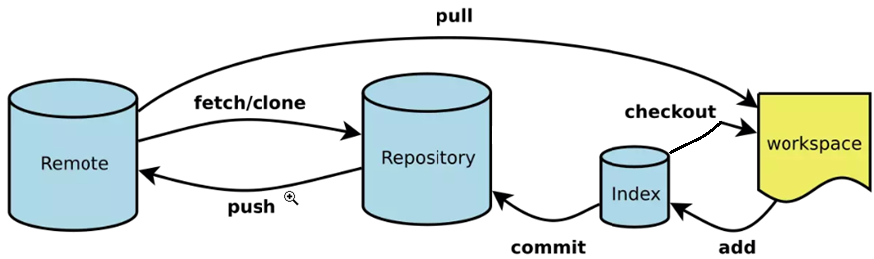 pull
fetch/clone
checkout
Remote
Repository
workspace
Index
push
commit
add